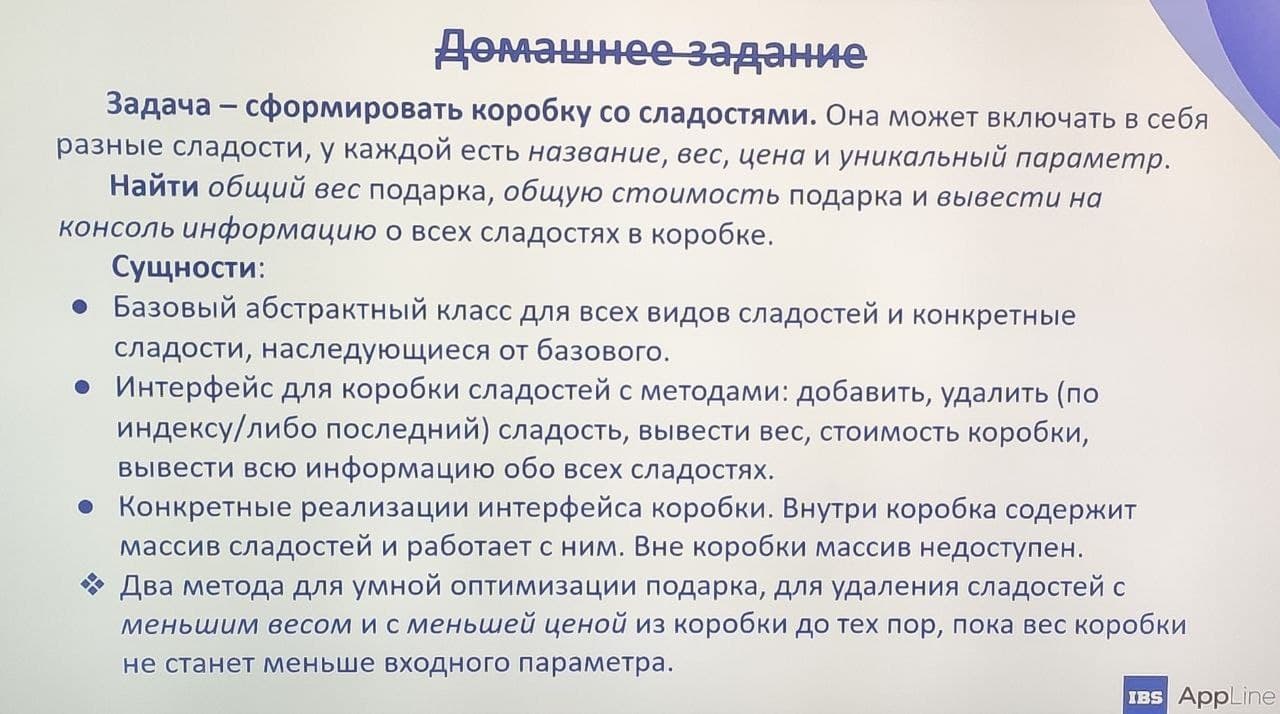 Домашнее задание
Задача – сформировать коробку со сладостями. Она может включать в себя
разные сладости, у каждой есть название, вес, цена и уникальный параметр.
Найти общий вес подарка, общую стоимость подарка и вывести на
консоль информацию о всех сладостях в коробке.
Сущности:
● Базовый абстрактный класс для всех видов сладостей и конкретные
сладости, наследующиеся от базового.
● Интерфейс для коробки сладостей с методами: добавить, удалить (по
индексу/либо последний) сладость, вывести вес, стоимость коробки,
вывести всю информацию обо всех сладостях.
● Конкретные реализации интерфейса коробки. Внутри коробка содержит
массив сладостей и работает с ним. Вне коробки массив недоступен.
❖ Два метода для умной оптимизации подарка, для удаления сладостей с
меньшим весом и с меньшей ценой из коробки до тех пор, пока вес коробки
не станет меньше входного параметра.
IBS AppLine